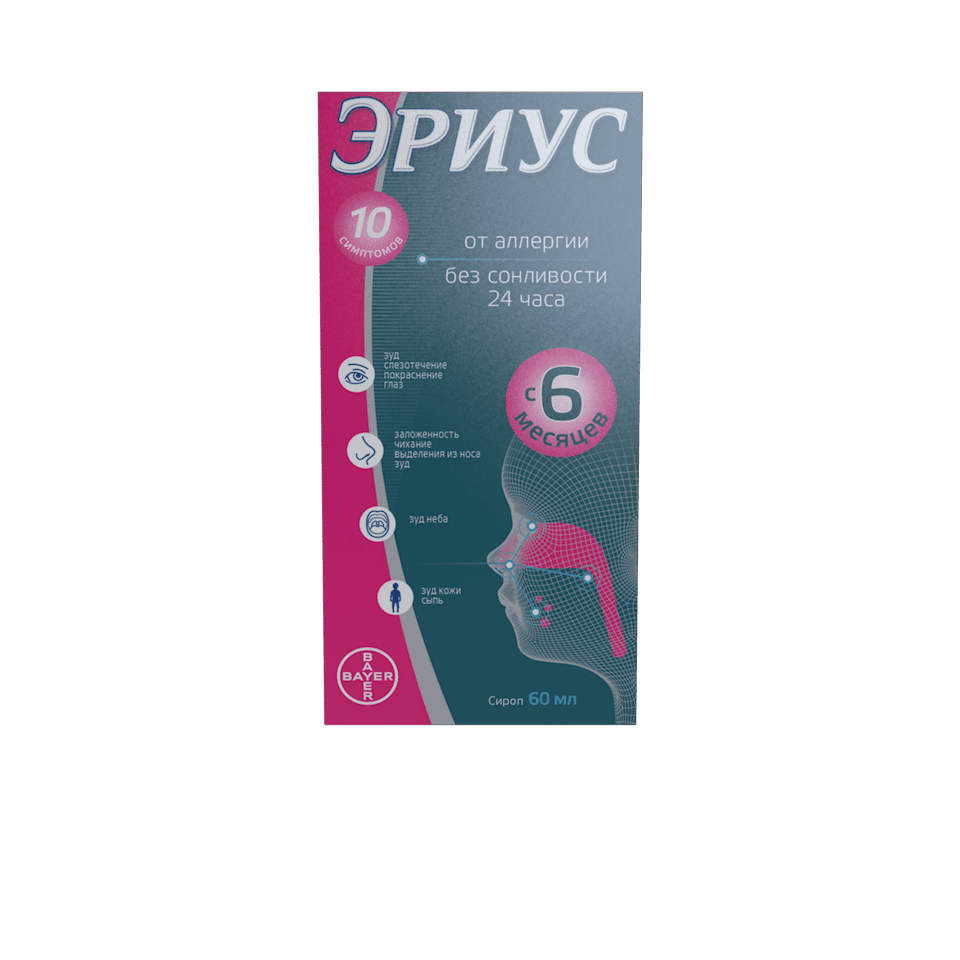 ЭРИУС
10
СИМПТОМОВ
от аллергии
без сонливости
24 часа
зуд
слезотечение
покраснение
глаз
с 6
месяцев
заложенность
чихание
выделения из носа
зуд
зуд неба
зуд кожи
сыпь
BAYER
BAYER
Сироп 60 мл